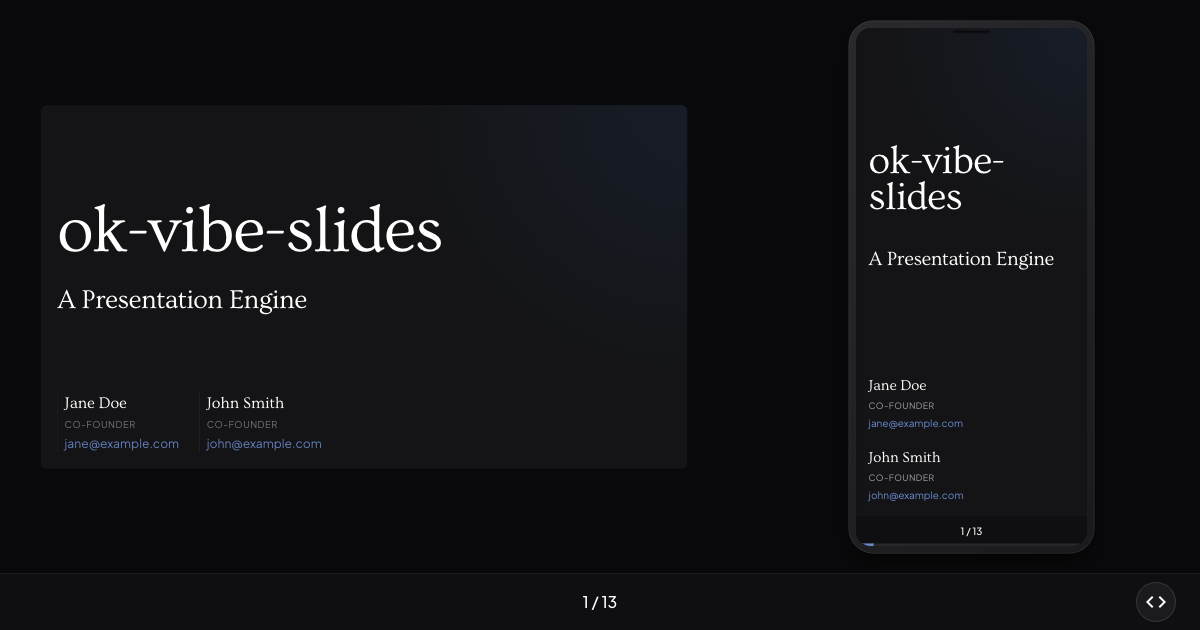 ok-vibe-slides
A Presentation Engine
Jane Doe
CO-FOUNDER
jane@example.com
John Smith
CO-FOUNDER
john@example.com
ok-vibe-
slides
A Presentation Engine
Jane Doe
CO-FOUNDER
jane@example.com
John Smith
CO-FOUNDER
john@example.com
1 / 13
1 / 13